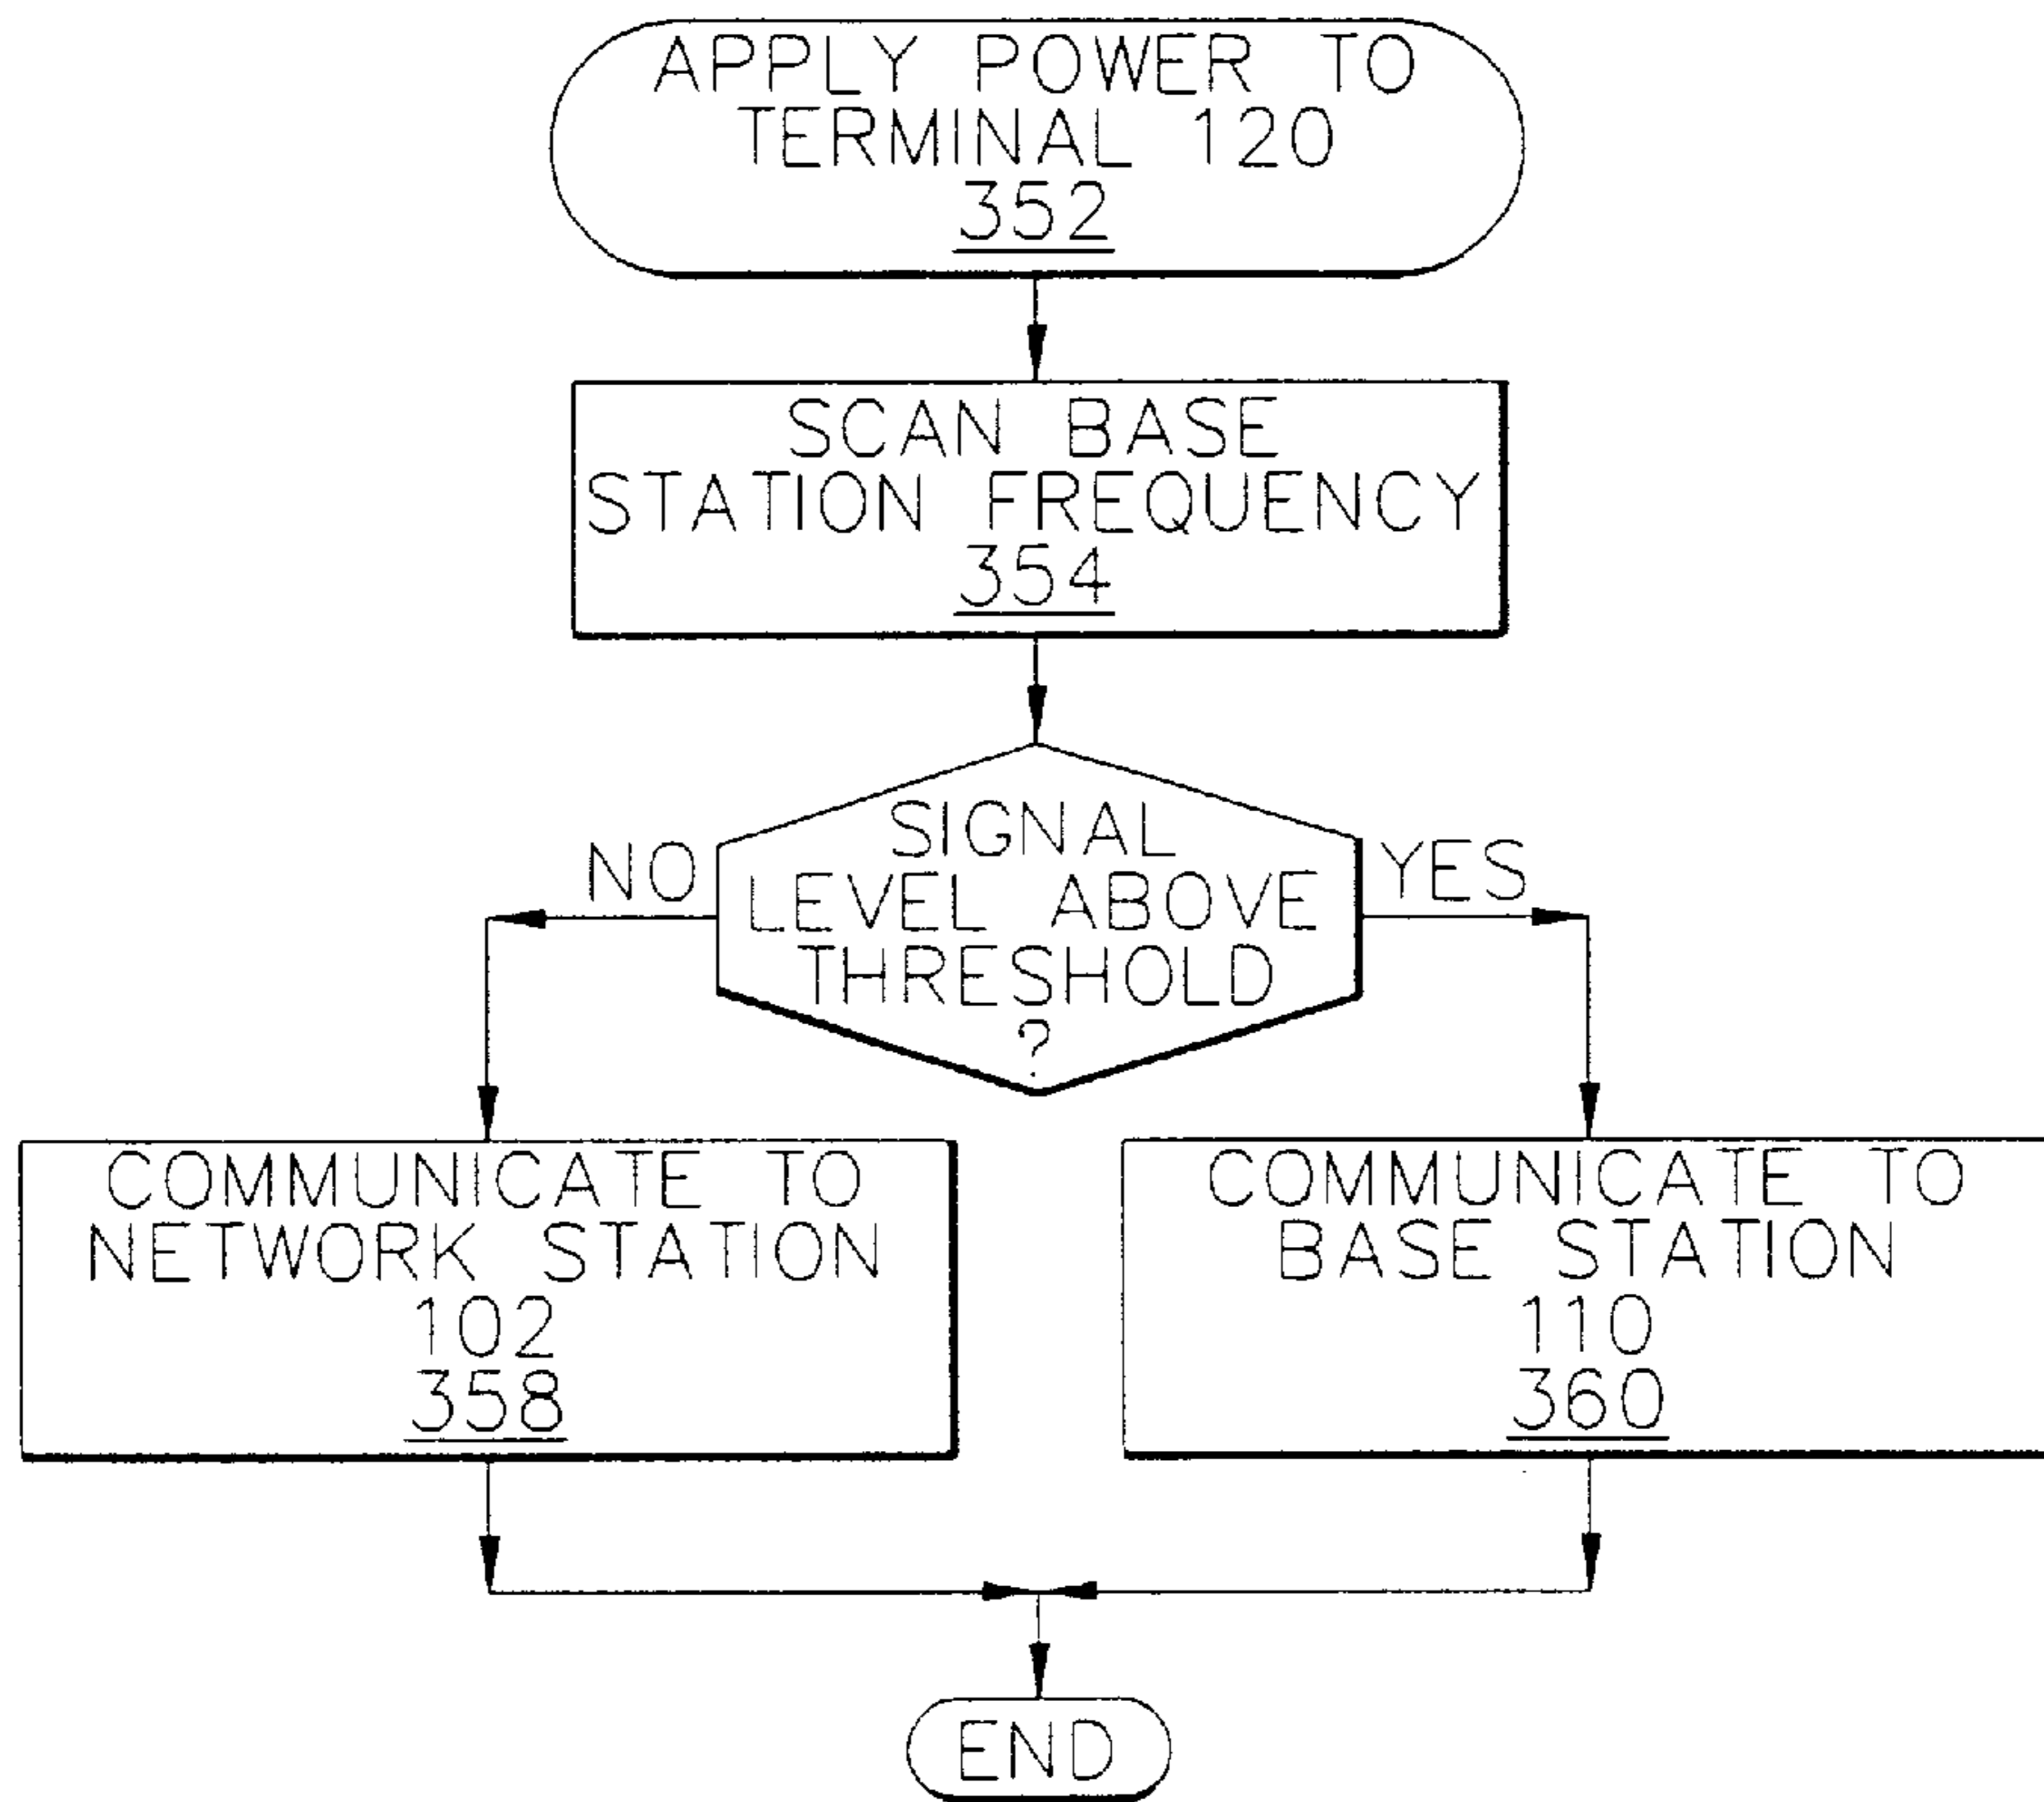 APPLY POWER TO
TERMINAL 120
352
SCAN BASE
STATION FREQUENCY
354
SIGNAL
LEVEL ABOVE
THRESHOLD
?
NO
YES
COMMUNICATE TO
NETWORK STATION
102
358
COMMUNICATE TO
BASE STATION
110
360
END